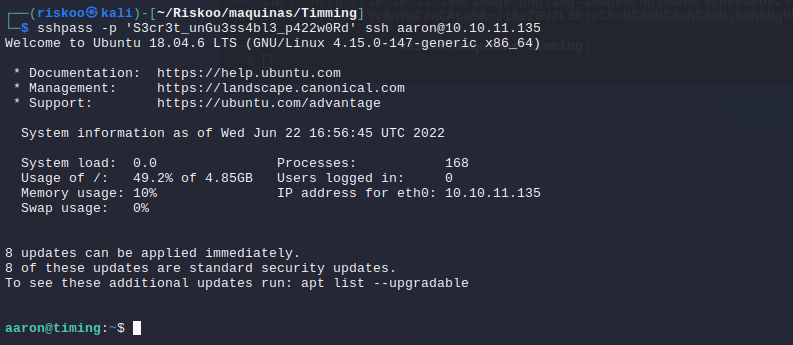 (riskoo㉿kali)-[~/Riskoo/maquinas/Timming]
$ sshpass -p 'S3cr3t_unGu3ss4bl3_p422w0Rd' ssh aaron@10.10.11.135
Welcome to Ubuntu 18.04.6 LTS (GNU/Linux 4.15.0-147-generic x86_64)
* Documentation:  https://help.ubuntu.com
* Management:     https://landscape.canonical.com
* Support:        https://ubuntu.com/advantage
System information as of Wed Jun 22 16:56:45 UTC 2022
System load:  0.0               Processes:           168
Usage of /:   49.2% of 4.85GB   Users logged in:     0
Memory usage: 10%               IP address for eth0: 10.10.11.135
Swap usage:   0%
8 updates can be applied immediately.
8 of these updates are standard security updates.
To see these additional updates run: apt list --upgradable
aaron@timing:~$